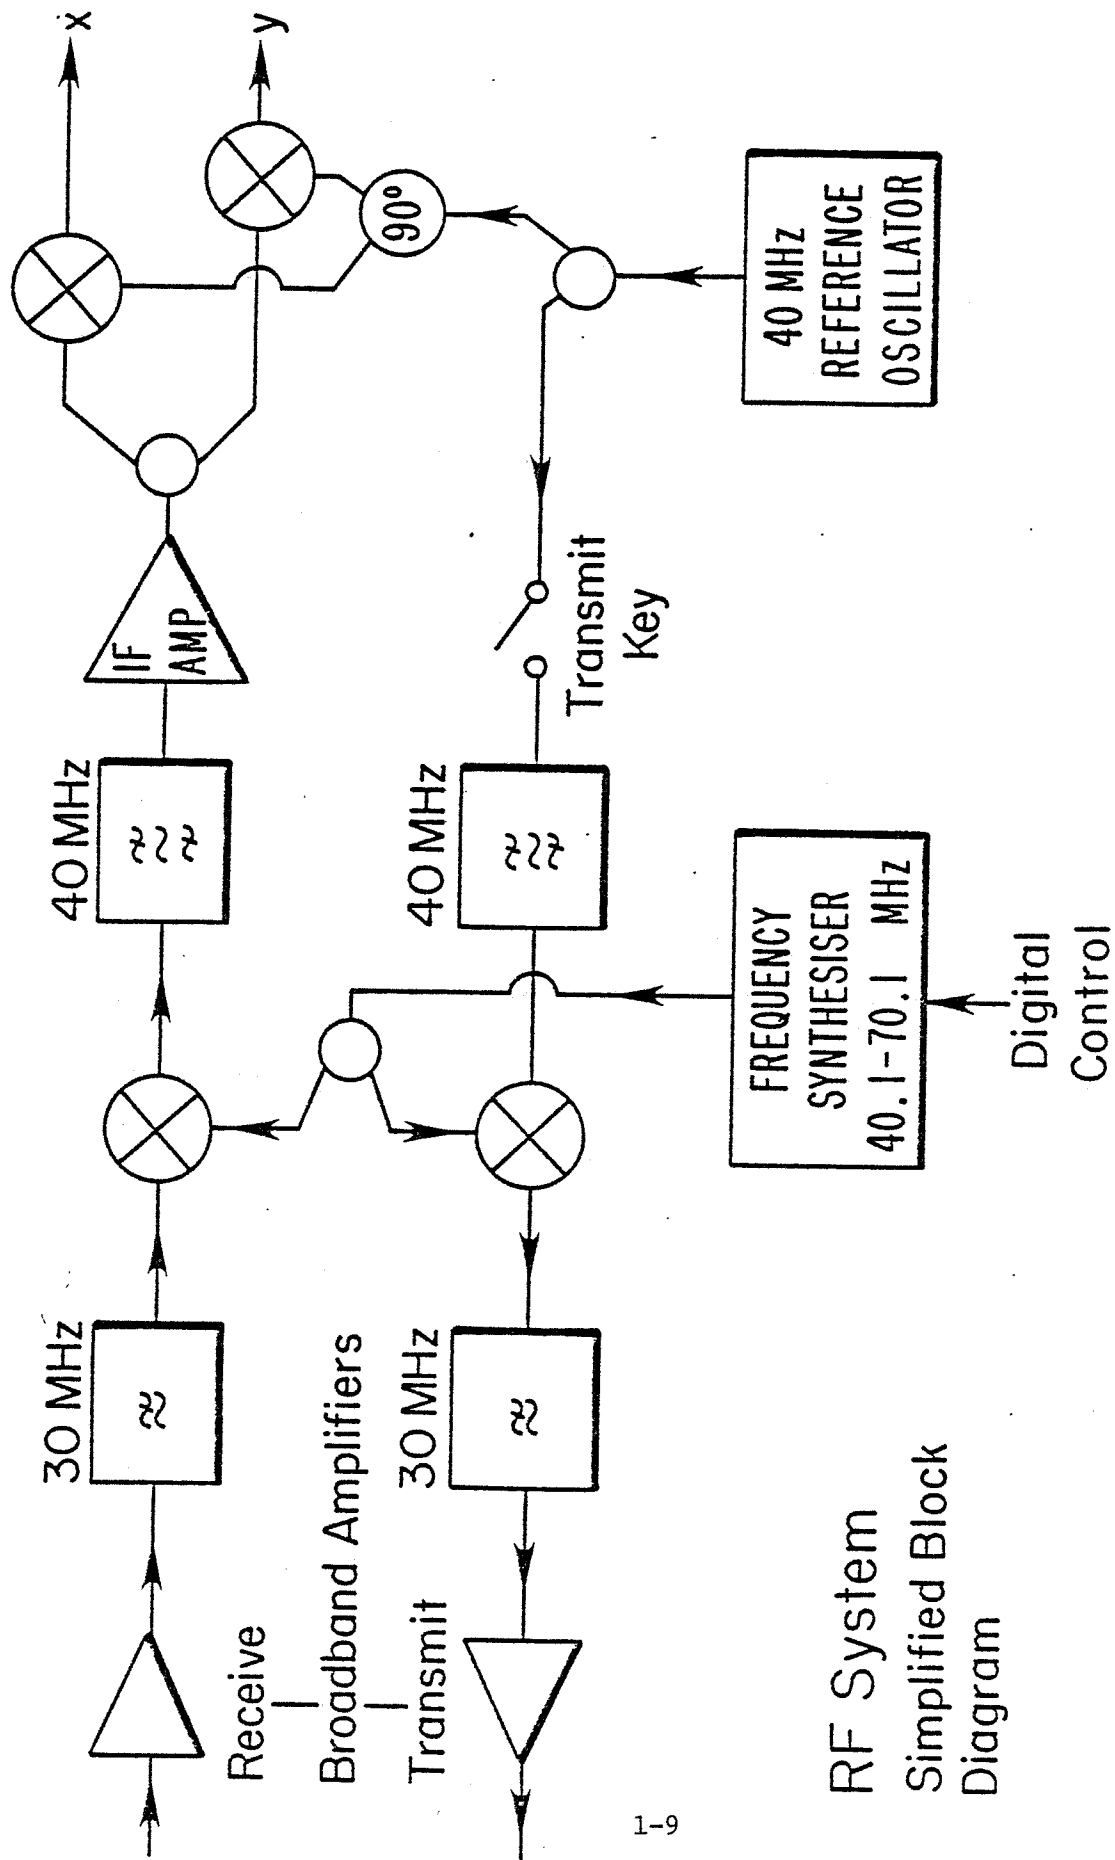 30 MHz
40 MHz
IF
AMP
x
y
90°
Receive
Broadband Amplifiers
Transmit
30 MHz
40 MHz
Transmit
Key
FREQUENCY
SYNTHESISER
40.1-70.1 MHz
Digital
Control
40 MHz
REFERENCE
OSCILLATOR
RF System
Simplified Block
Diagram
1-9